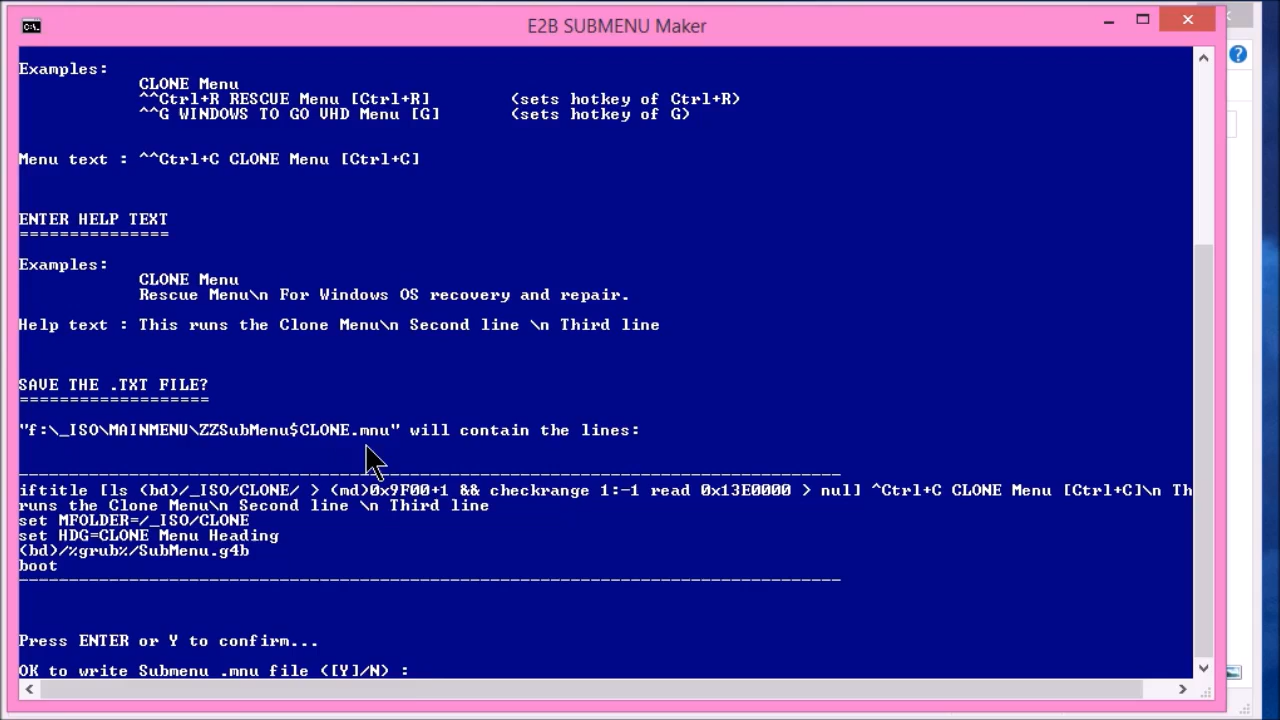 E2B SUBMENU Maker
Examples:
CLONE Menu
^^Ctrl+R RESCUE Menu [Ctrl+R] (sets hotkey of Ctrl+R)
^^G WINDOWS TO GO VHD Menu [G] (sets hotkey of G)
Menu text : ^^Ctrl+C CLONE Menu [Ctrl+C]
ENTER HELP TEXT
===============
Examples:
CLONE Menu
Rescue Menu\n For Windows OS recovery and repair.
Help text : This runs the Clone Menu\n Second line \n Third line
SAVE THE .TXT FILE?
===================
"f:\_ISO\MAINMENU\ZZSubMenu$CLONE.mnu" will contain the lines:
----------------------------------------------------------------------------------
iftitle [ls (bd)/_ISO/CLONE/ > (md)0x9F00+1 && checkrange 1:-1 read 0x13E0000 > nul] ^Ctrl+C CLONE Menu [Ctrl+C]\n Th
runs the Clone Menu\n Second line \n Third line
set MFOLDER=/_ISO/CLONE
set HDG=CLONE Menu Heading
(bd)/%grub%/SubMenu.g4b
boot
----------------------------------------------------------------------------------
Press ENTER or Y to confirm...
OK to write Submenu .mnu file ([Y]/N) :